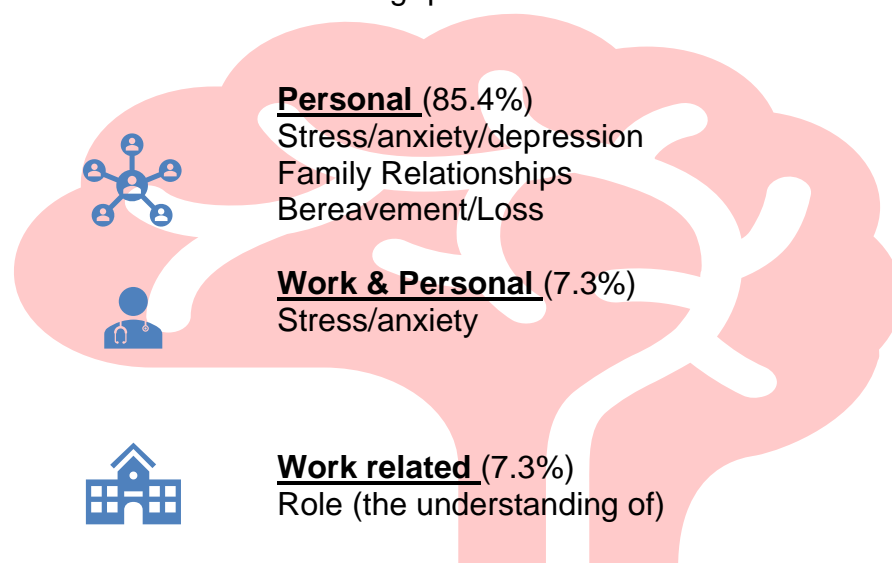 Personal (85.4%)
Stress/anxiety/depression
Family Relationships
Bereavement/Loss
Work & Personal (7.3%)
Stress/anxiety
Work related (7.3%)
Role (the understanding of)